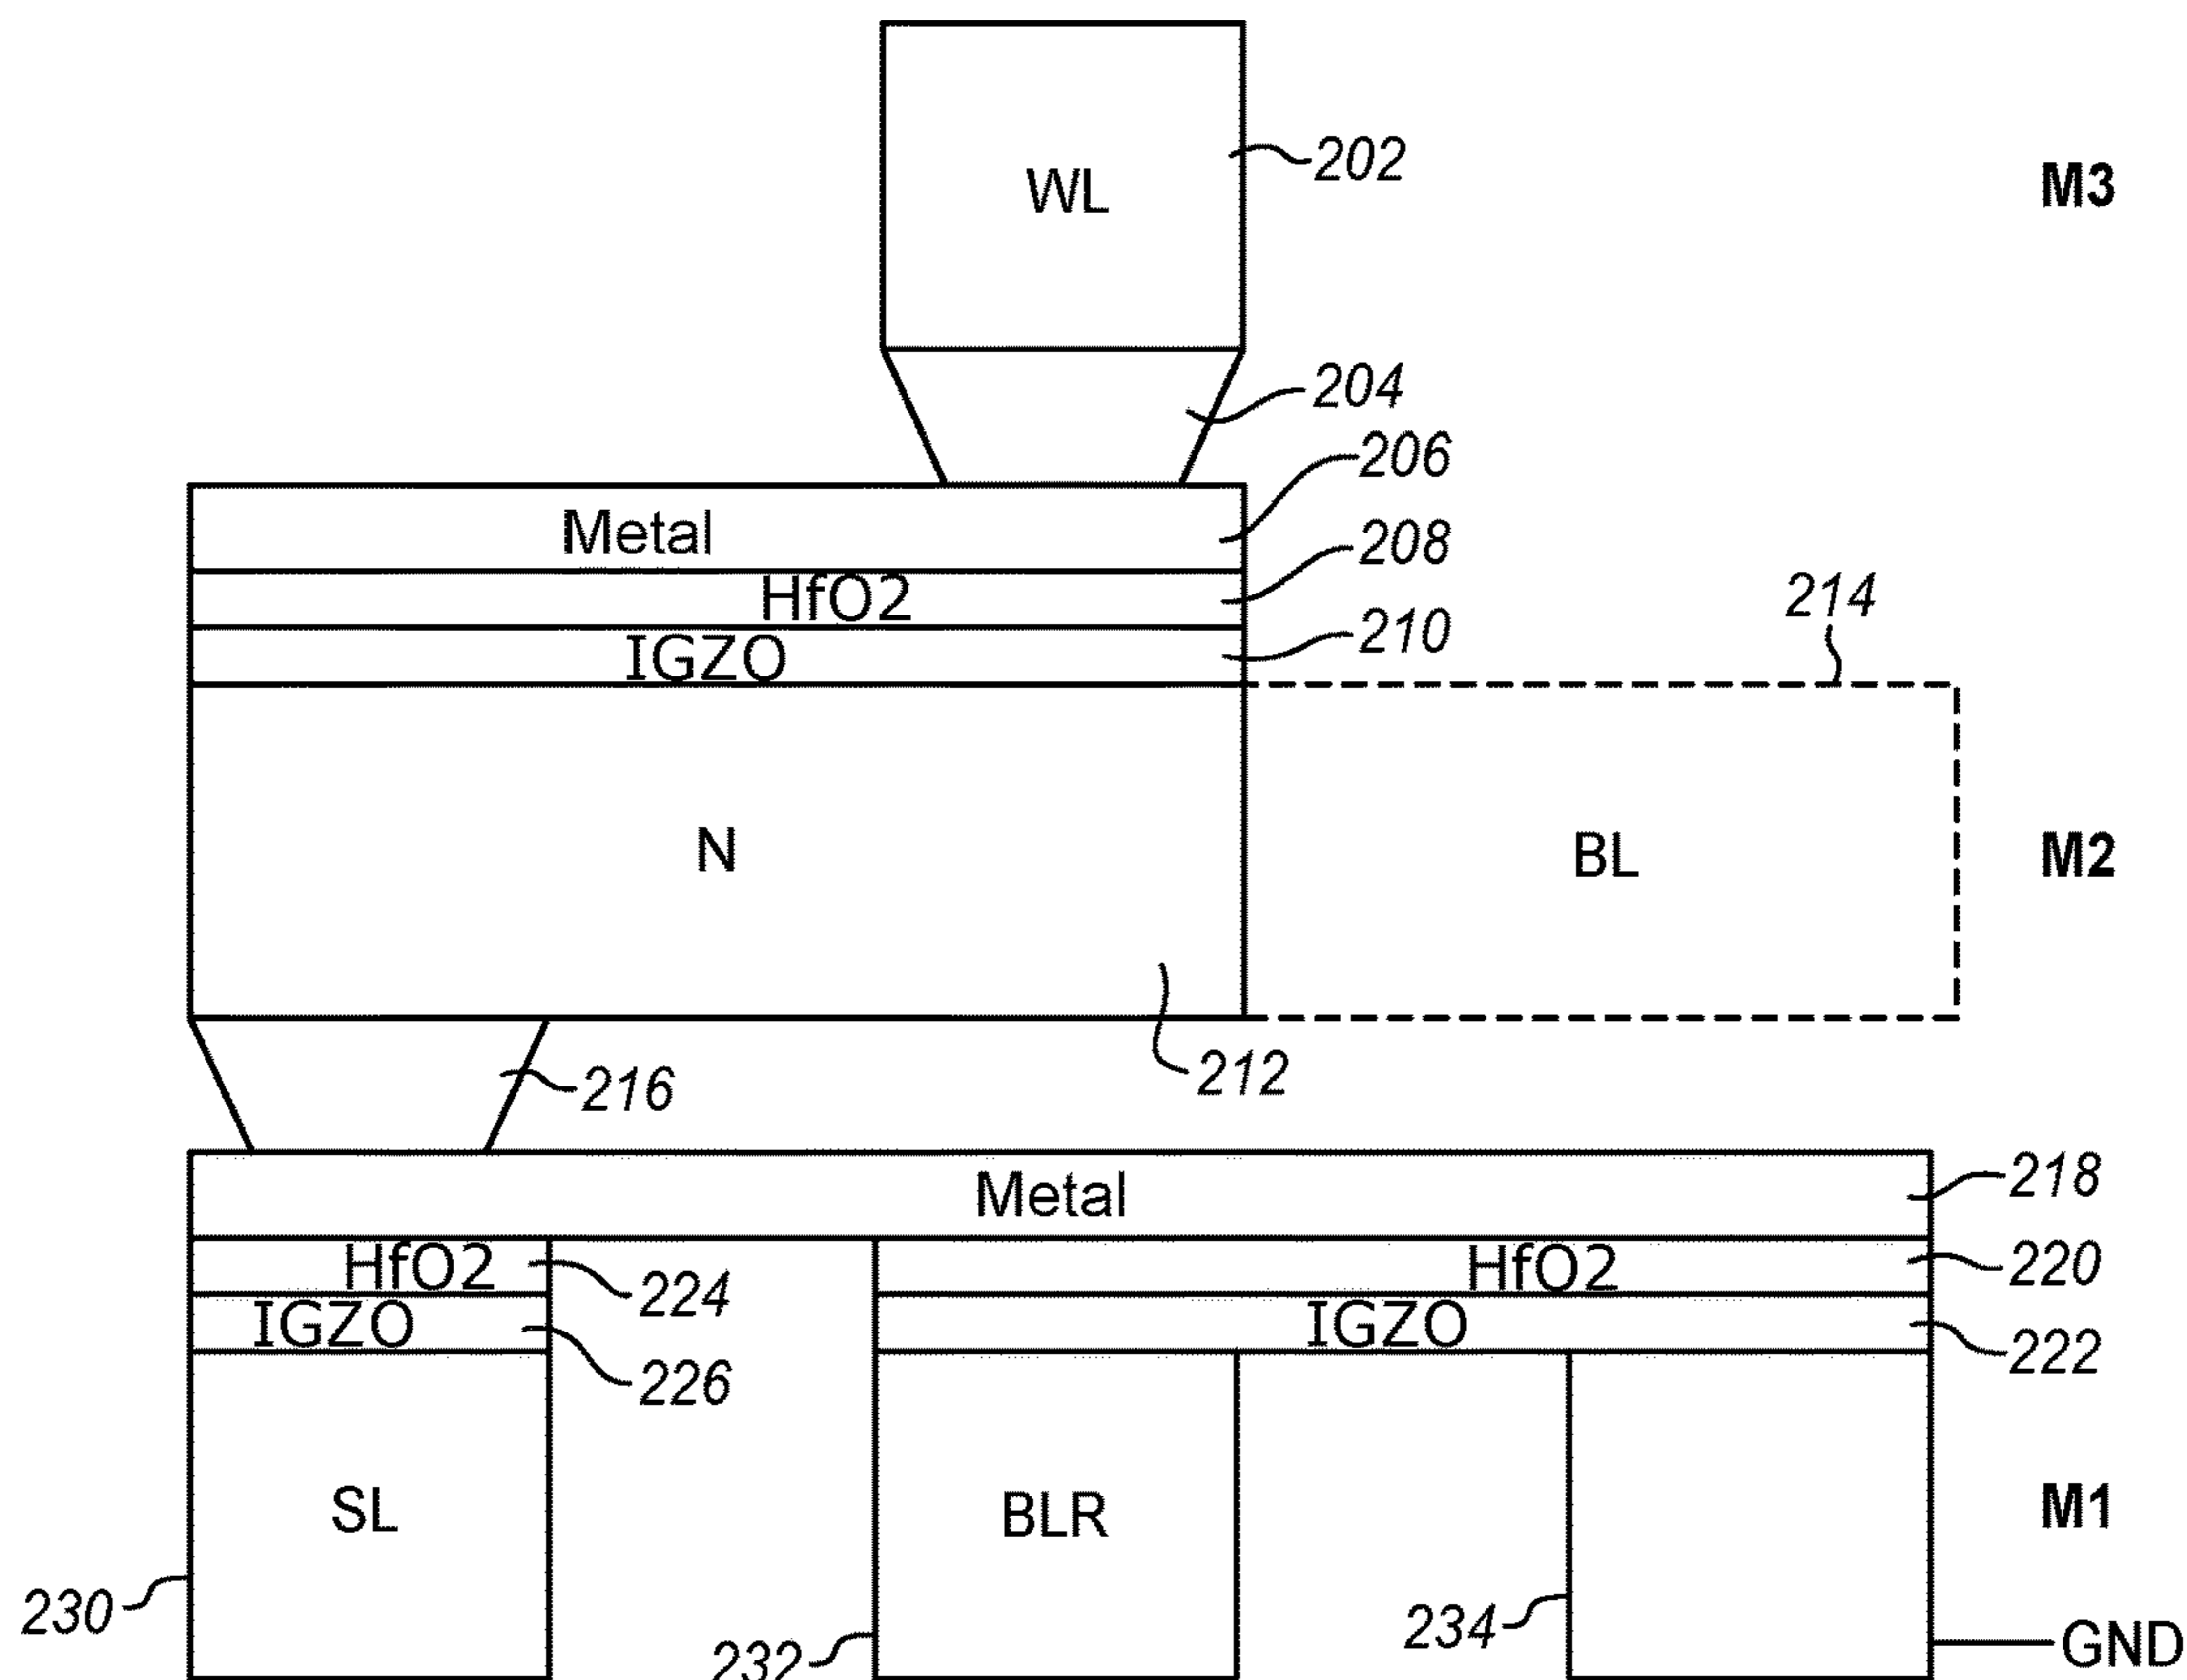 WL
202
M3
204
206
Metal
208
HfO2
214
210
IGZO
N
BL
M2
212
216
218
Metal
HfO2
HfO2
220
224
IGZO
IGZO
222
226
SL
BLR
M1
230
234
232
GND